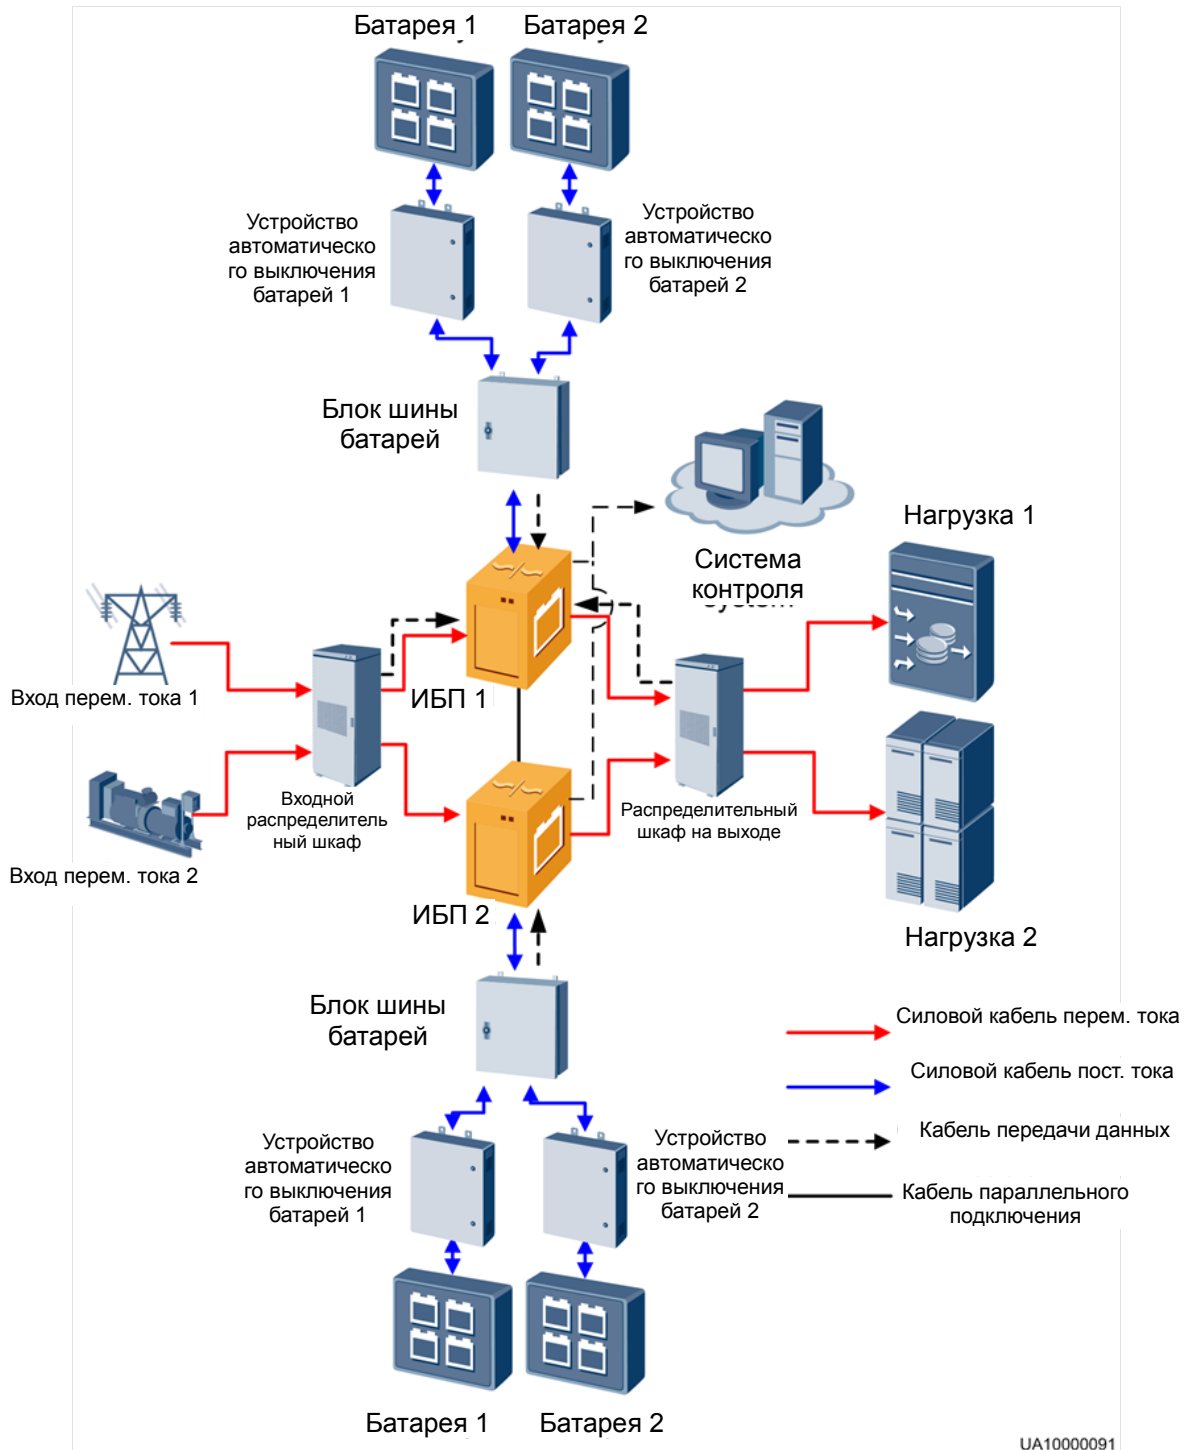 Батарея 1
Батарея 2
Устройство
автоматическо
го выключения
батарей 1
Устройство
автоматическо
го выключения
батарей 2
Блок шины
батарей
Система
контроля
system
Нагрузка 1
Вход перем. тока 1
ИБП 1
Входной
распределитель
ный шкаф
Распределительный
шкаф на выходе
Вход перем. тока 2
ИБП 2
Нагрузка 2
Блок шины
батарей
Силовой кабель перем. тока
Силовой кабель пост. тока
Кабель передачи данных
Кабель параллельного
подключения
Устройство
автоматическо
го выключения
батарей 1
Устройство
автоматическо
го выключения
батарей 2
Батарея 1
Батарея 2
UA10000091